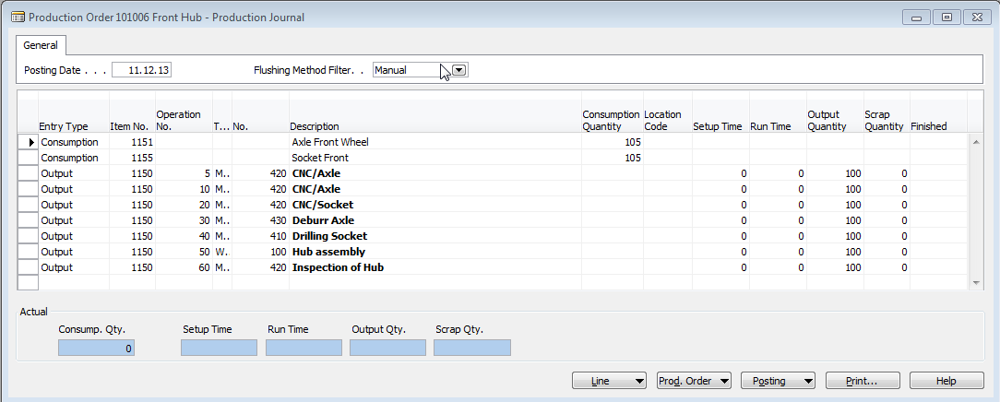 Production Order 101006 Front Hub - Production Journal
General
Posting Date . . . 11.12.13 Flushing Method Filter. . Manual
Entry Type Item No. Operation No. T... No. Description Consumption Quantity Location Code Setup Time Run Time Output Quantity Scrap Quantity Finished
Consumption 1151 Axle Front Wheel 105
Consumption 1155 Socket Front 105
Output 1150 5 M.. 420 CNC/Axle 0 0 100 0
Output 1150 10 M.. 420 CNC/Axle 0 0 100 0
Output 1150 20 M.. 420 CNC/Socket 0 0 100 0
Output 1150 30 M.. 430 Deburr Axle 0 0 100 0
Output 1150 40 M.. 410 Drilling Socket 0 0 100 0
Output 1150 50 W.. 100 Hub assembly 0 0 100 0
Output 1150 60 M.. 420 Inspection of Hub 0 0 100 0
Actual
Consump. Qty. Setup Time Run Time Output Qty. Scrap Qty.
0
Line Prod. Order Posting Print... Help